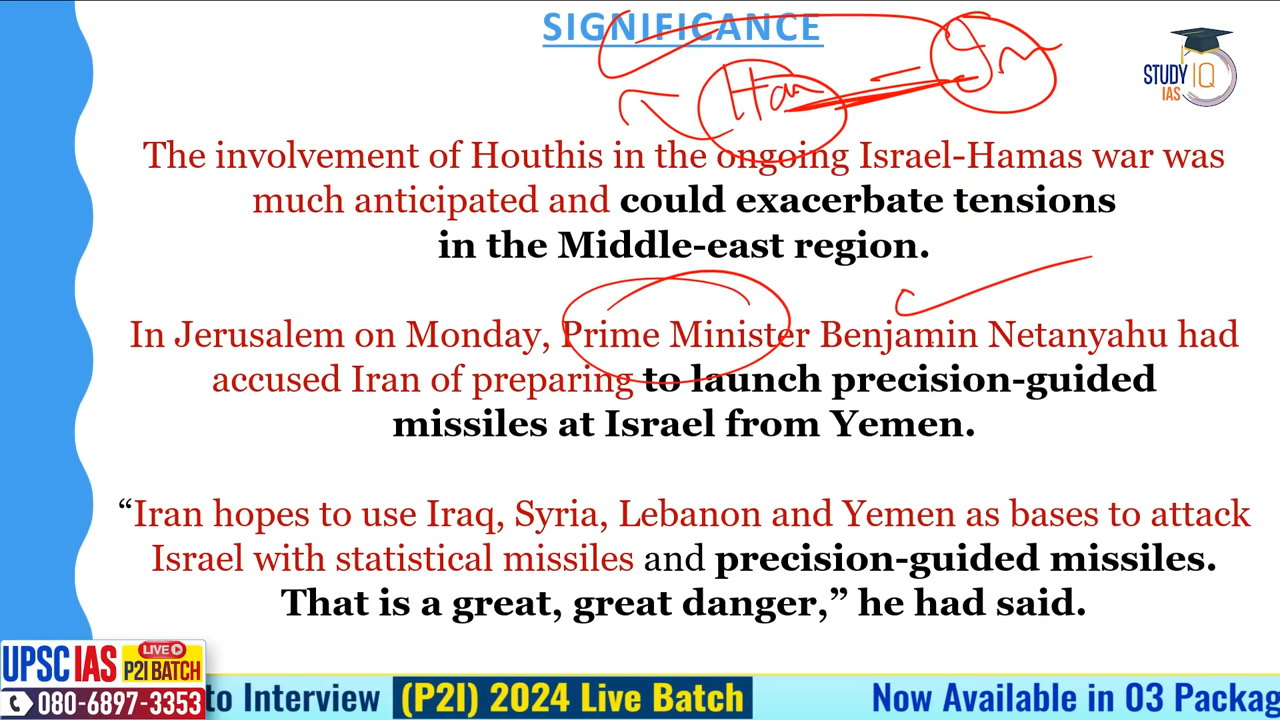 SIGNIFICANCE
STUDY IQ
IAS
Ham
The involvement of Houthis in the ongoing Israel-Hamas war was
much anticipated and could exacerbate tensions
in the Middle-east region.
In Jerusalem on Monday, Prime Minister Benjamin Netanyahu had
accused Iran of preparing to launch precision-guided
missiles at Israel from Yemen.
“Iran hopes to use Iraq, Syria, Lebanon and Yemen as bases to attack
Israel with statistical missiles and precision-guided missiles.
That is a great, great danger,” he had said.
UPSC IAS LIVE P2I BATCH
080-6897-3353
to Interview (P2I) 2024 Live Batch Now Available in 03 Packag